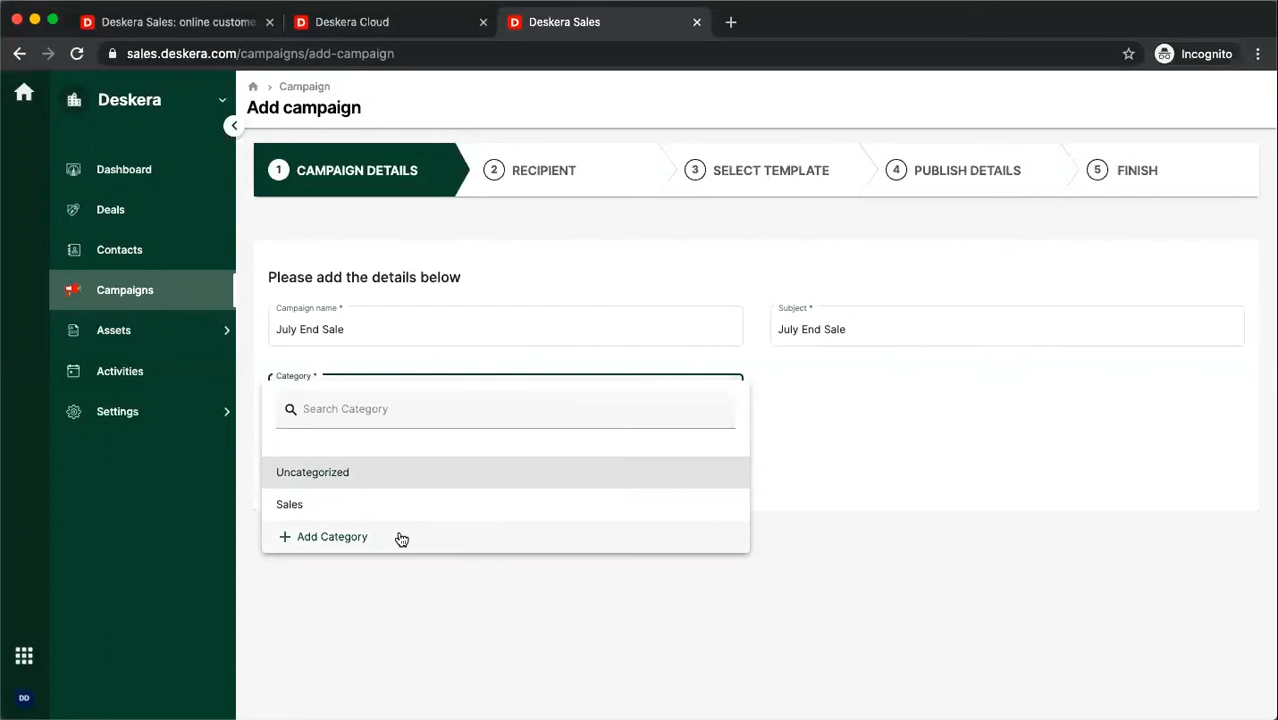 Deskera Sales: online custome
Deskera Cloud
Deskera Sales
sales.deskera.com/campaigns/add-campaign
Incognito
Deskera
Campaign
Add campaign
1 CAMPAIGN DETAILS
2 RECIPIENT
3 SELECT TEMPLATE
4 PUBLISH DETAILS
5 FINISH
Dashboard
Deals
Contacts
Campaigns
Assets
Activities
Settings
DD
Please add the details below
Campaign name *
July End Sale
Subject *
July End Sale
Category *
Search Category
Uncategorized
Sales
+ Add Category